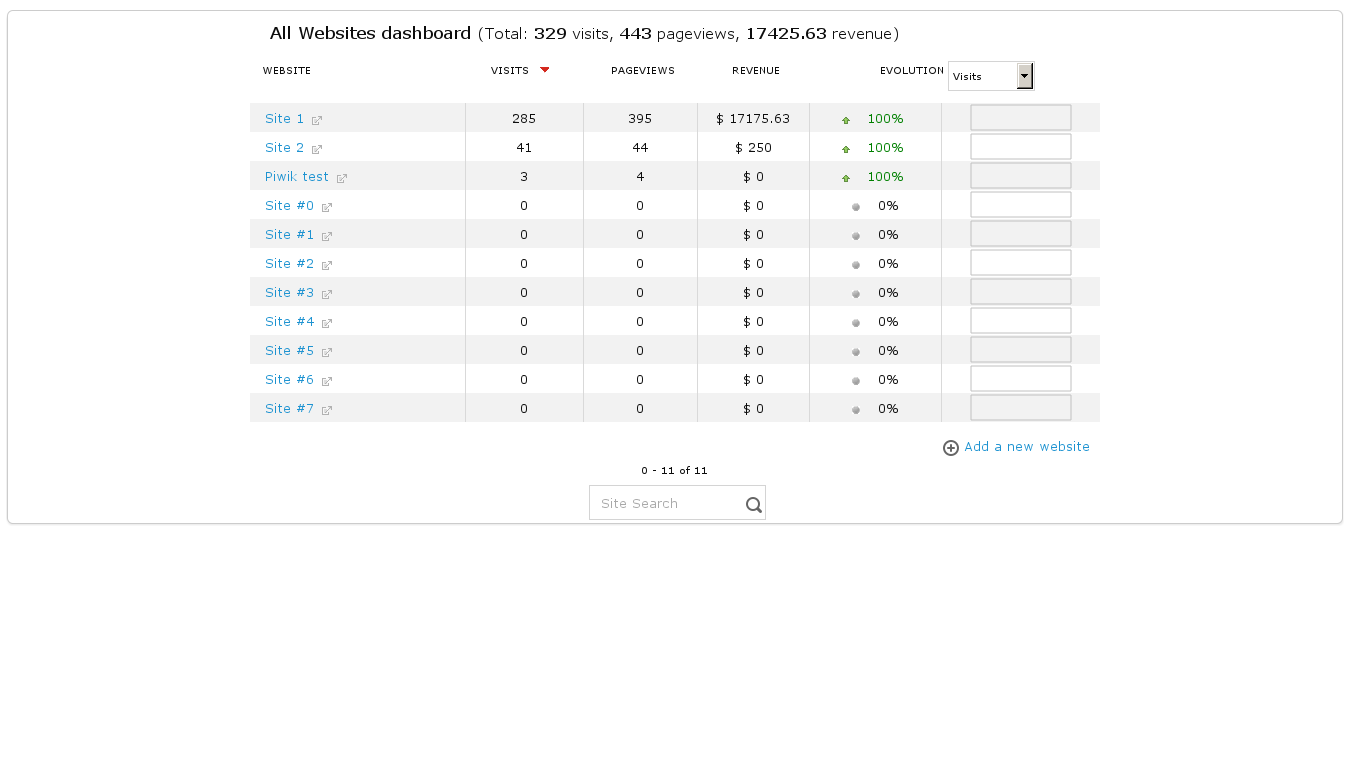 All Websites dashboard (Total: 329 visits, 443 pageviews, 17425.63 revenue)
WEBSITE VISITS PAGEVIEWS REVENUE EVOLUTION Visits
Site 1 285 395 $ 17175.63 100%
Site 2 41 44 $ 250 100%
Piwik test 3 4 $ 0 100%
Site #0 0 0 $ 0 0%
Site #1 0 0 $ 0 0%
Site #2 0 0 $ 0 0%
Site #3 0 0 $ 0 0%
Site #4 0 0 $ 0 0%
Site #5 0 0 $ 0 0%
Site #6 0 0 $ 0 0%
Site #7 0 0 $ 0 0%
Add a new website
0 - 11 of 11
Site Search